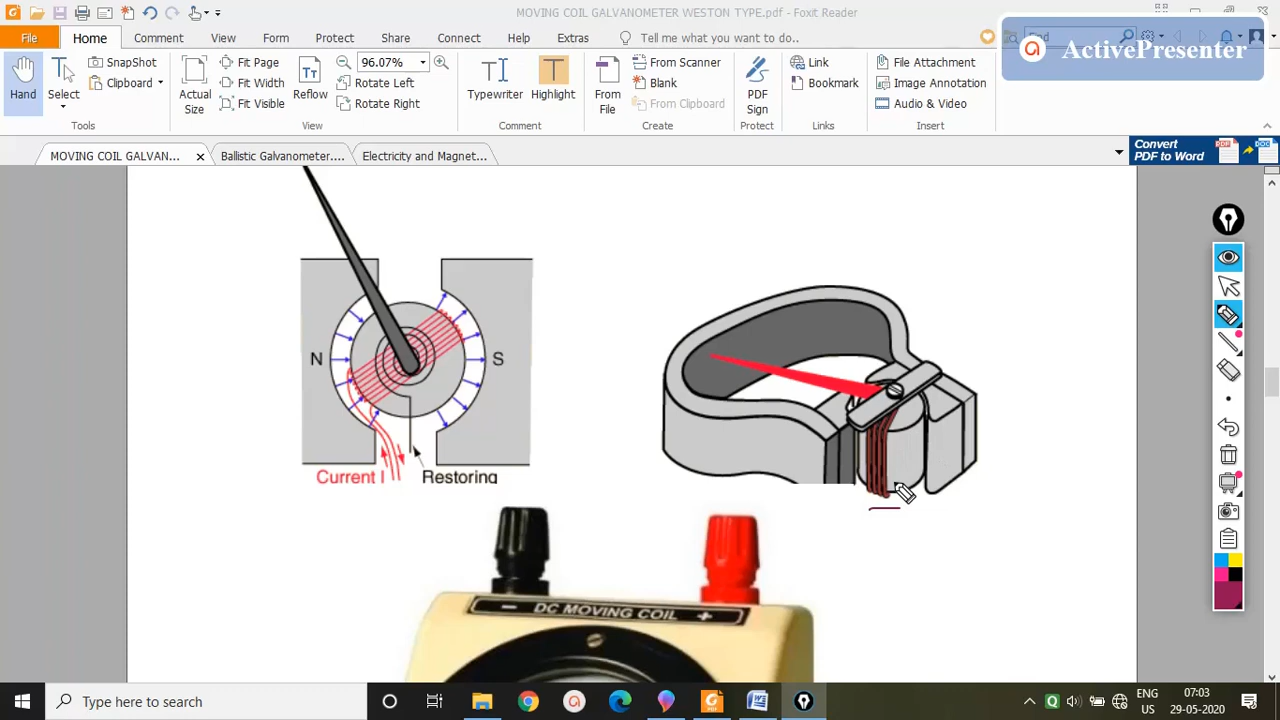 MOVING COIL GALVANOMETER WESTON TYPE.pdf - Foxit Reader
File Home Comment View Form Protect Share Connect Help Extras Tell me what you want to do... Find
ActivePresenter
Hand
Select
SnapShot
Clipboard
Tools
Actual Size
Fit Page
Fit Width
Fit Visible
Reflow
96.07%
Rotate Left
Rotate Right
View
Typewriter
Highlight
Comment
From File
From Scanner
Blank
From Clipboard
Create
PDF Sign
Protect
Link
Bookmark
Links
File Attachment
Image Annotation
Audio & Video
Insert
MOVING COIL GALVAN...
Ballistic Galvanometer....
Electricity and Magnet...
Convert
PDF to Word
N
S
Current I
Restoring
- DC MOVING COIL +
Type here to search
ENG
US
07:03
29-05-2020